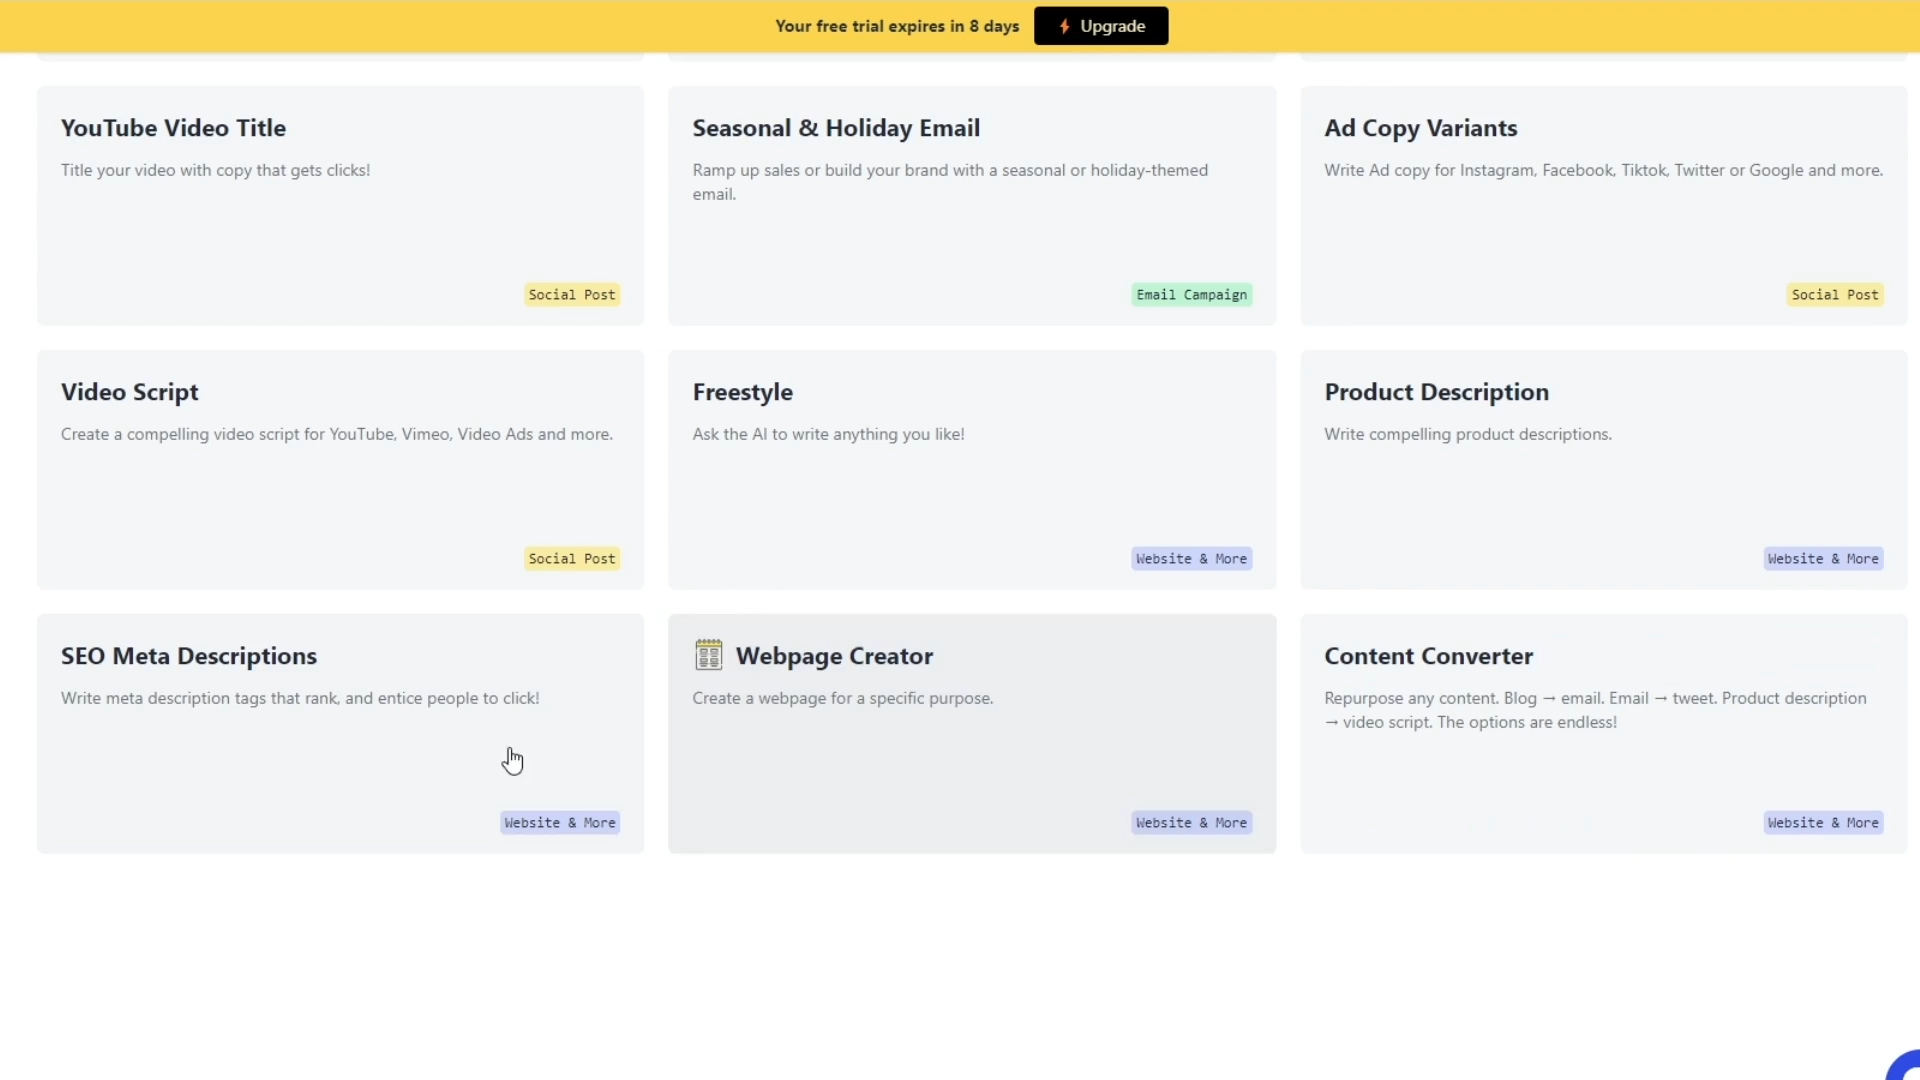 Your free trial expires in 8 days
Upgrade
YouTube Video Title
Title your video with copy that gets clicks!
Social Post
Seasonal & Holiday Email
Ramp up sales or build your brand with a seasonal or holiday-themed
email.
Email Campaign
Ad Copy Variants
Write Ad copy for Instagram, Facebook, Tiktok, Twitter or Google and more.
Social Post
Video Script
Create a compelling video script for YouTube, Vimeo, Video Ads and more.
Social Post
Freestyle
Ask the AI to write anything you like!
Website & More
Product Description
Write compelling product descriptions.
Website & More
SEO Meta Descriptions
Write meta description tags that rank, and entice people to click!
Website & More
Webpage Creator
Create a webpage for a specific purpose.
Website & More
Content Converter
Repurpose any content. Blog → email. Email → tweet. Product description
→ video script. The options are endless!
Website & More